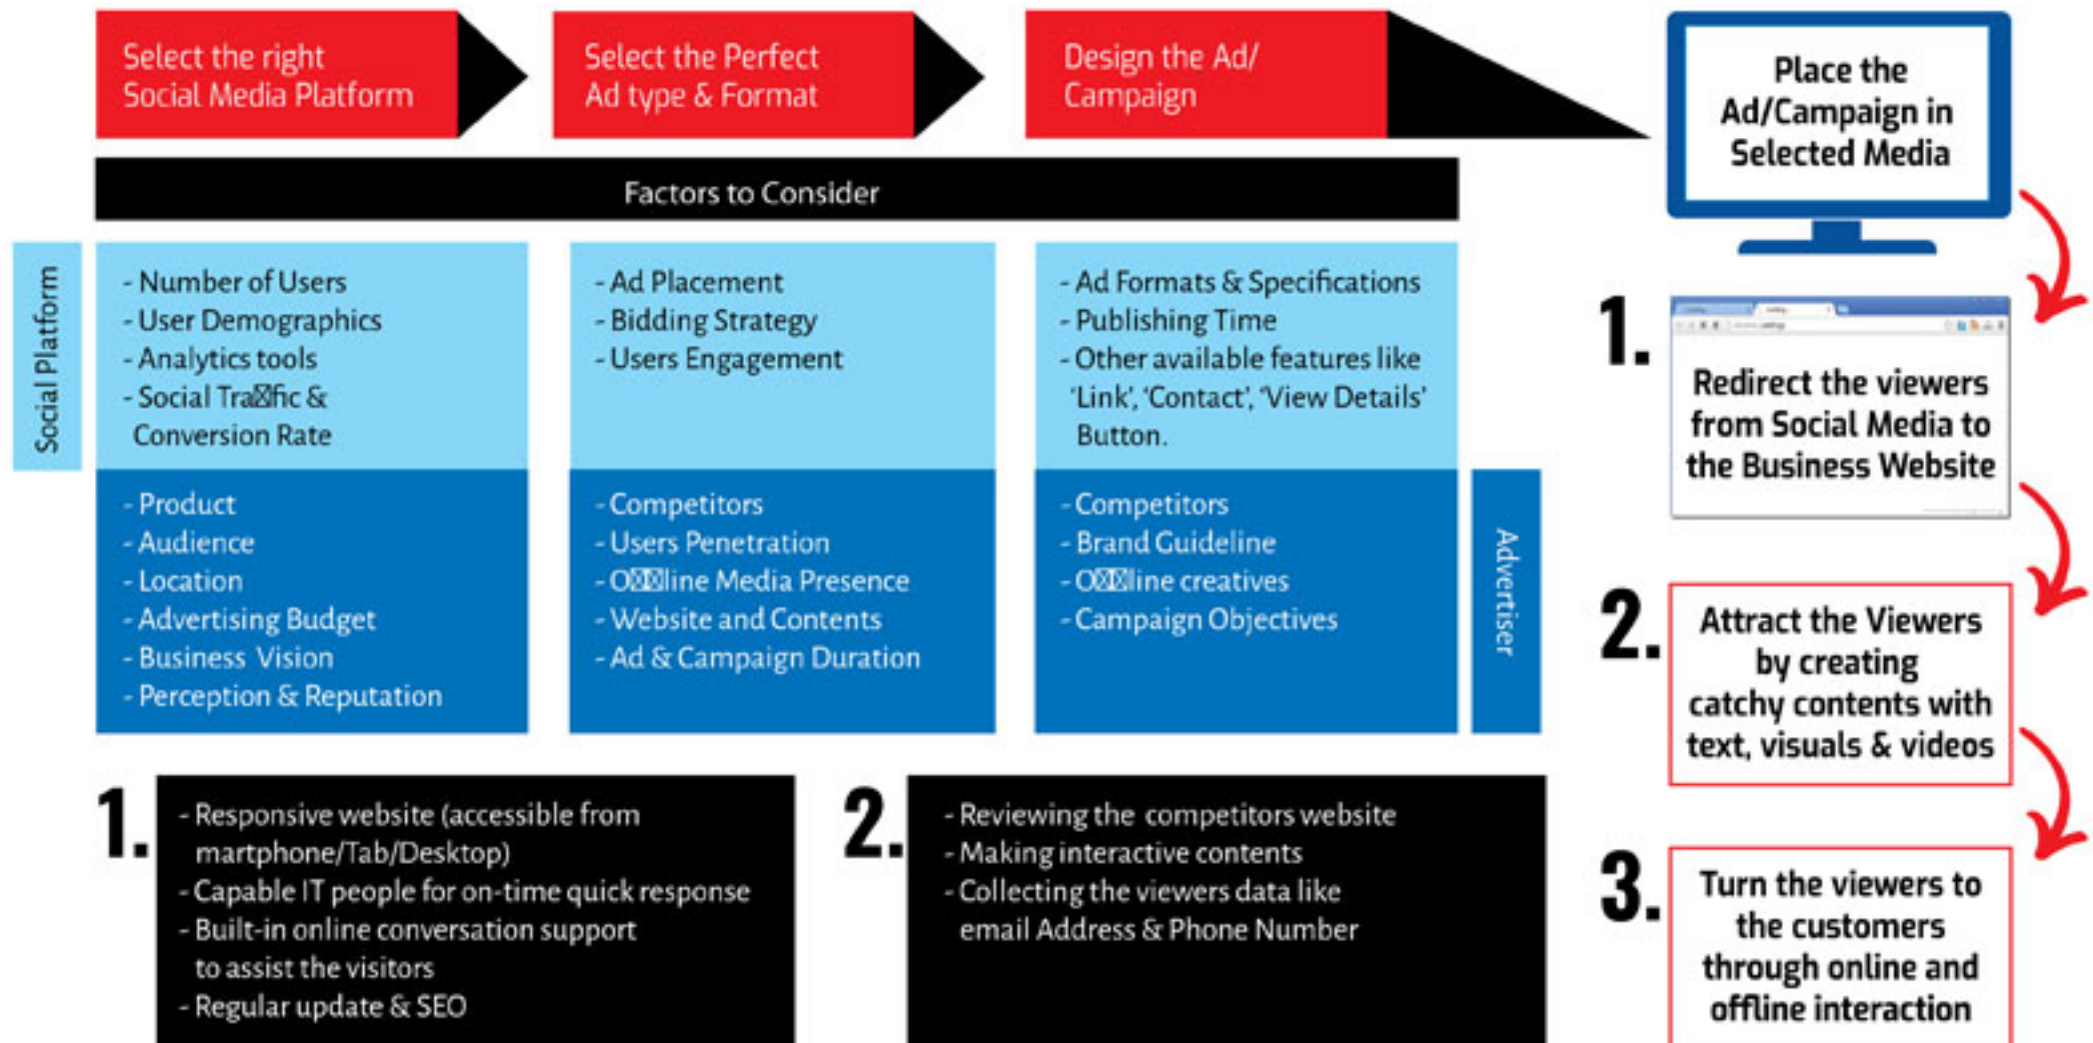 Select the right
Social Media Platform
Select the Perfect
Ad type & Format
Design the Ad/
Campaign
Place the
Ad/Campaign in
Selected Media
Factors to Consider
Social Platform
- Number of Users
- User Demographics
- Analytics tools
- Social Tra☒fic &
Conversion Rate
- Ad Placement
- Bidding Strategy
- Users Engagement
- Ad Formats & Specifications
- Publishing Time
- Other available features like
'Link', 'Contact', 'View Details'
Button.
- Product
- Audience
- Location
- Advertising Budget
- Business Vision
- Perception & Reputation
- Competitors
- Users Penetration
- O☒☒line Media Presence
- Website and Contents
- Ad & Campaign Duration
- Competitors
- Brand Guideline
- O☒☒line creatives
- Campaign Objectives
Advertiser
1.
- Responsive website (accessible from
martphone/Tab/Desktop)
- Capable IT people for on-time quick response
- Built-in online conversation support
to assist the visitors
- Regular update & SEO
2.
- Reviewing the competitors website
- Making interactive contents
- Collecting the viewers data like
email Address & Phone Number
1.
Redirect the viewers
from Social Media to
the Business Website
2.
Attract the Viewers
by creating
catchy contents with
text, visuals & videos
3.
Turn the viewers to
the customers
through online and
offline interaction